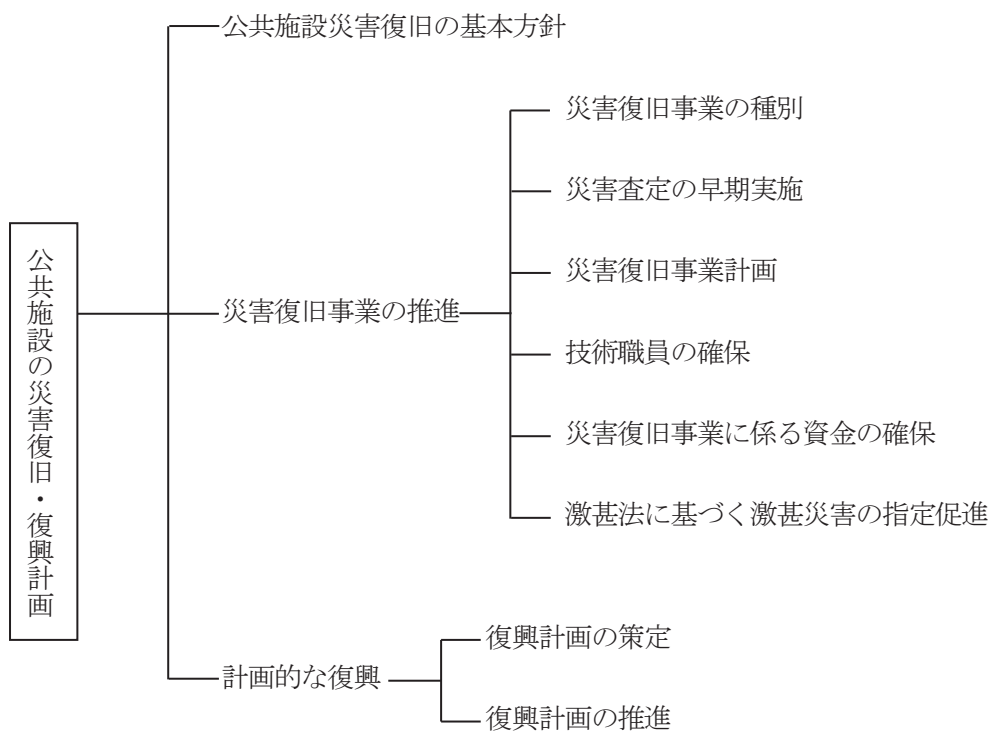 公共施設の災害復旧・復興計画
公共施設災害復旧の基本方針
災害復旧事業の推進
災害復旧事業の種別
災害査定の早期実施
災害復旧事業計画
技術職員の確保
災害復旧事業に係る資金の確保
激甚法に基づく激甚災害の指定促進
計画的な復興
復興計画の策定
復興計画の推進